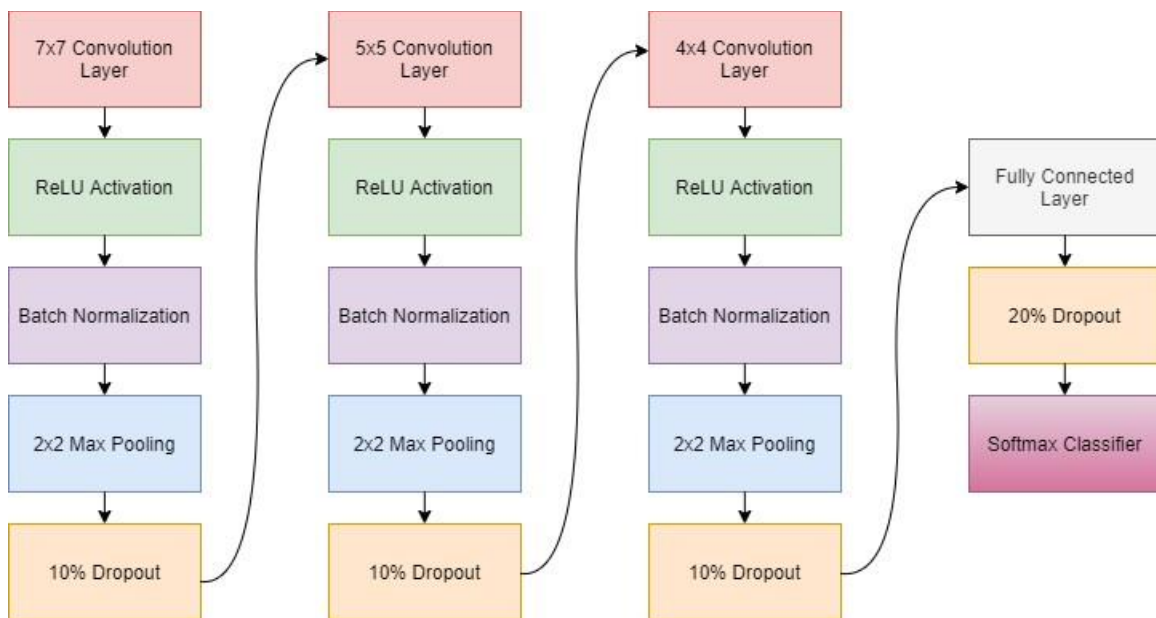 7x7 Convolution
Layer
ReLU Activation
Batch Normalization
2x2 Max Pooling
10% Dropout
5x5 Convolution
Layer
ReLU Activation
Batch Normalization
2x2 Max Pooling
10% Dropout
4x4 Convolution
Layer
ReLU Activation
Batch Normalization
2x2 Max Pooling
10% Dropout
Fully Connected
Layer
20% Dropout
Softmax Classifier